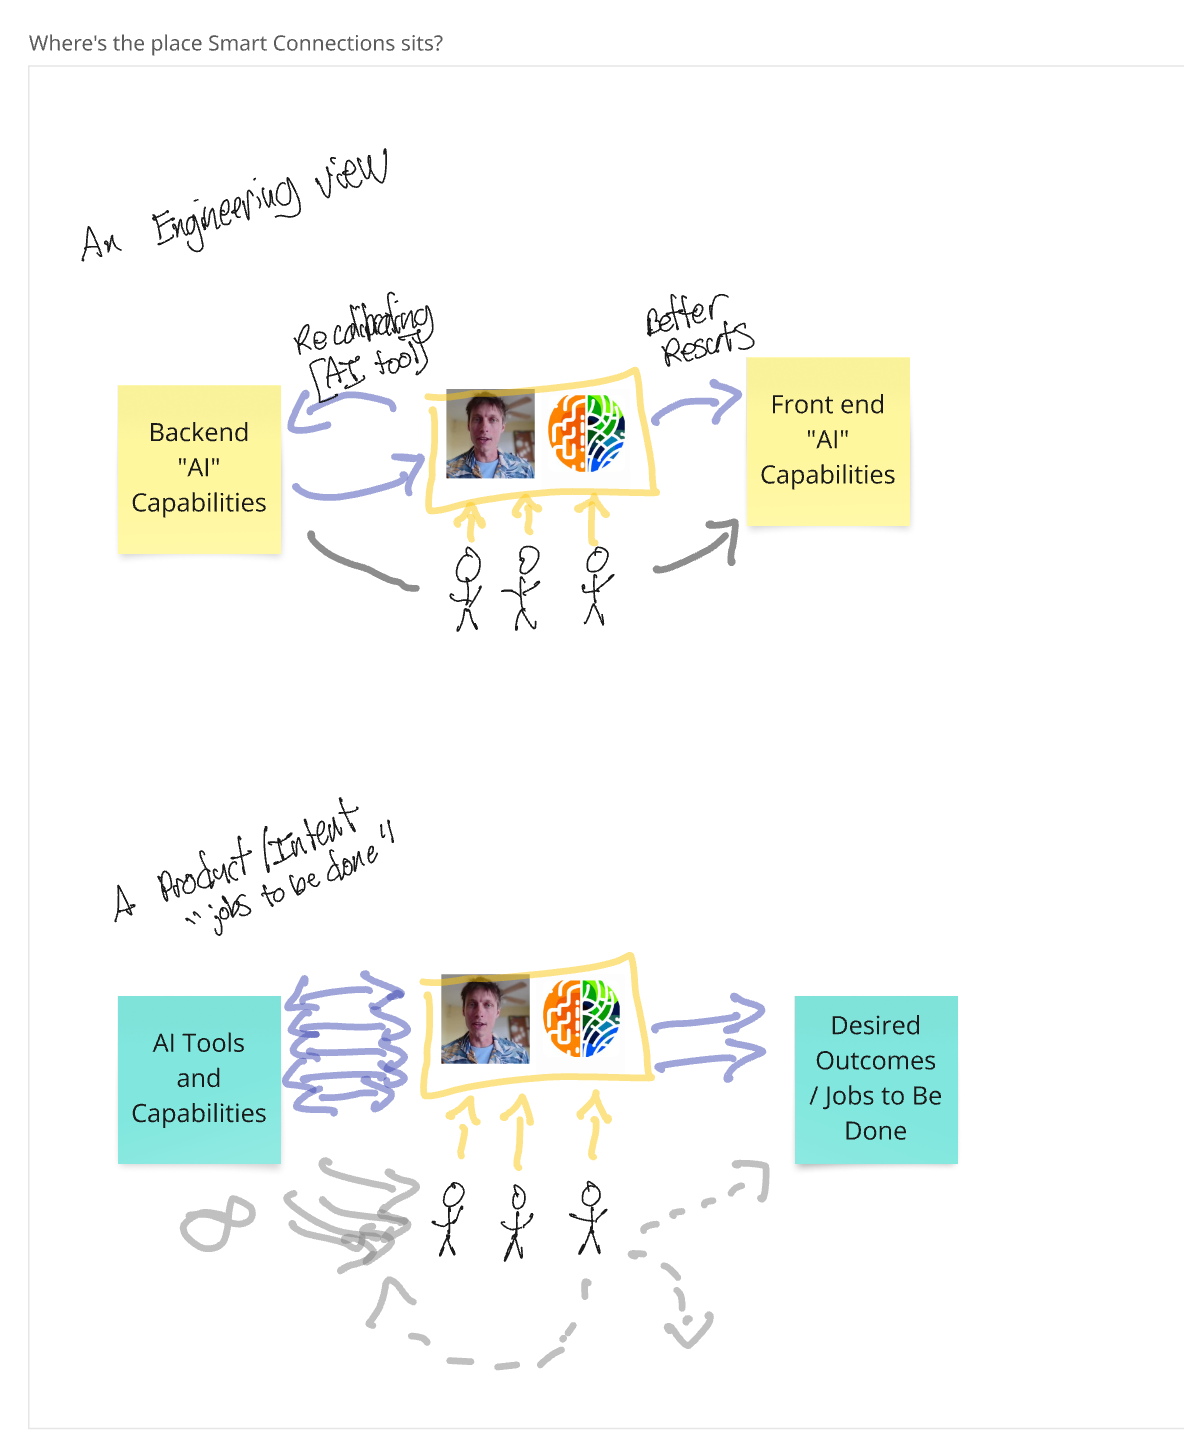 Where's the place Smart Connections sits?
An Engineering view
Recalibrating
[AI tool]
Better
Results
Backend
"AI"
Capabilities
Front end
"AI"
Capabilities
A Product/Intent
"jobs to be done"
AI Tools
and
Capabilities
Desired
Outcomes
/ Jobs to Be
Done